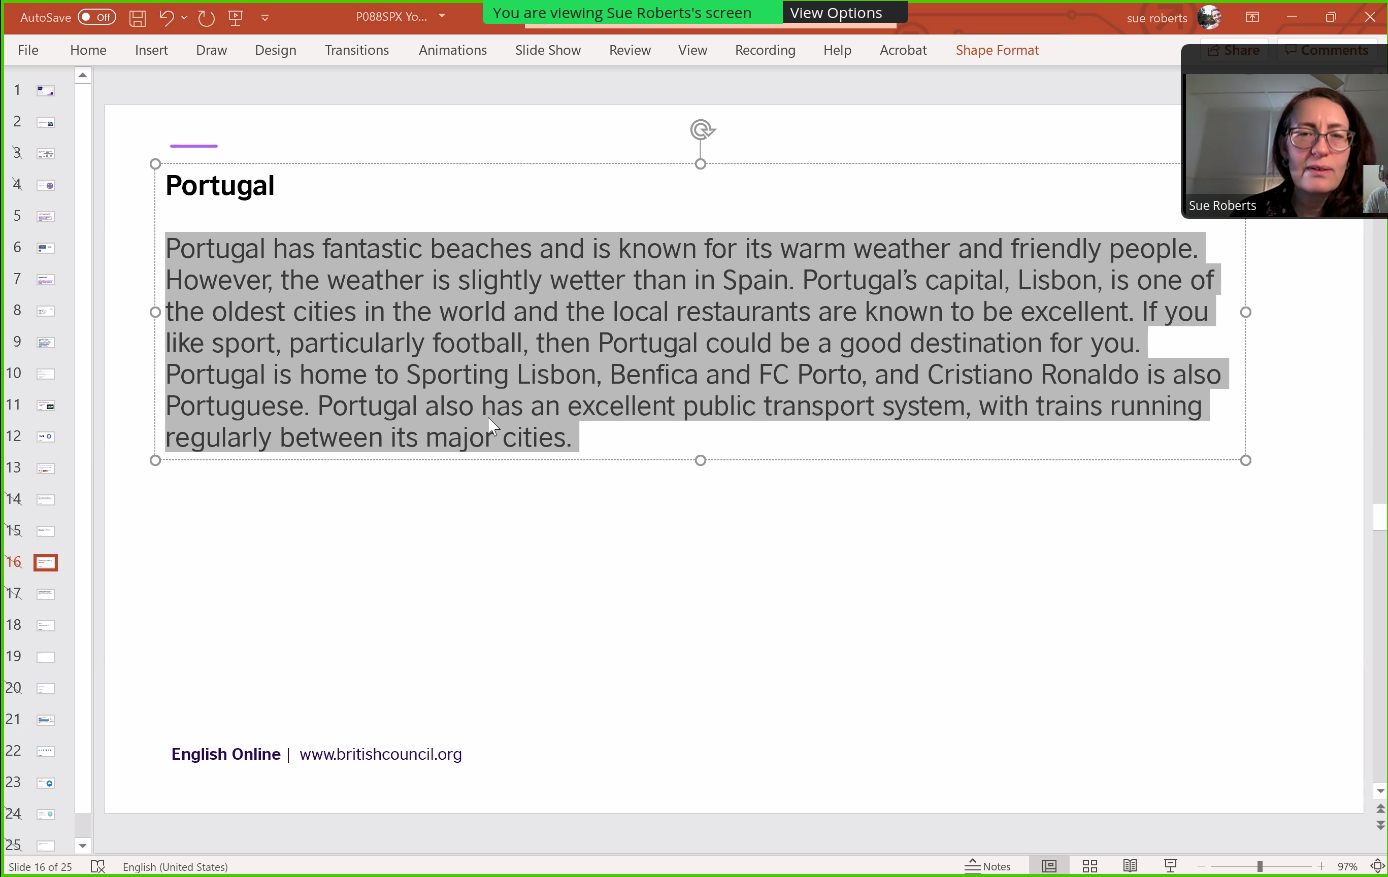 AutoSave Off P088SPX Yo... You are viewing Sue Roberts's screen View Options sue roberts
File Home Insert Draw Design Transitions Animations Slide Show Review View Recording Help Acrobat Shape Format Share Comments
1
2
3
4
5
6
7
8
9
10
11
12
13
14
15
16
17
18
19
20
21
22
23
24
25
Sue Roberts
Portugal
Portugal has fantastic beaches and is known for its warm weather and friendly people.
However, the weather is slightly wetter than in Spain. Portugal’s capital, Lisbon, is one of
the oldest cities in the world and the local restaurants are known to be excellent. If you
like sport, particularly football, then Portugal could be a good destination for you.
Portugal is home to Sporting Lisbon, Benfica and FC Porto, and Cristiano Ronaldo is also
Portuguese. Portugal also has an excellent public transport system, with trains running
regularly between its major cities.
English Online | www.britishcouncil.org
Slide 16 of 25 English (United States) Notes 97%